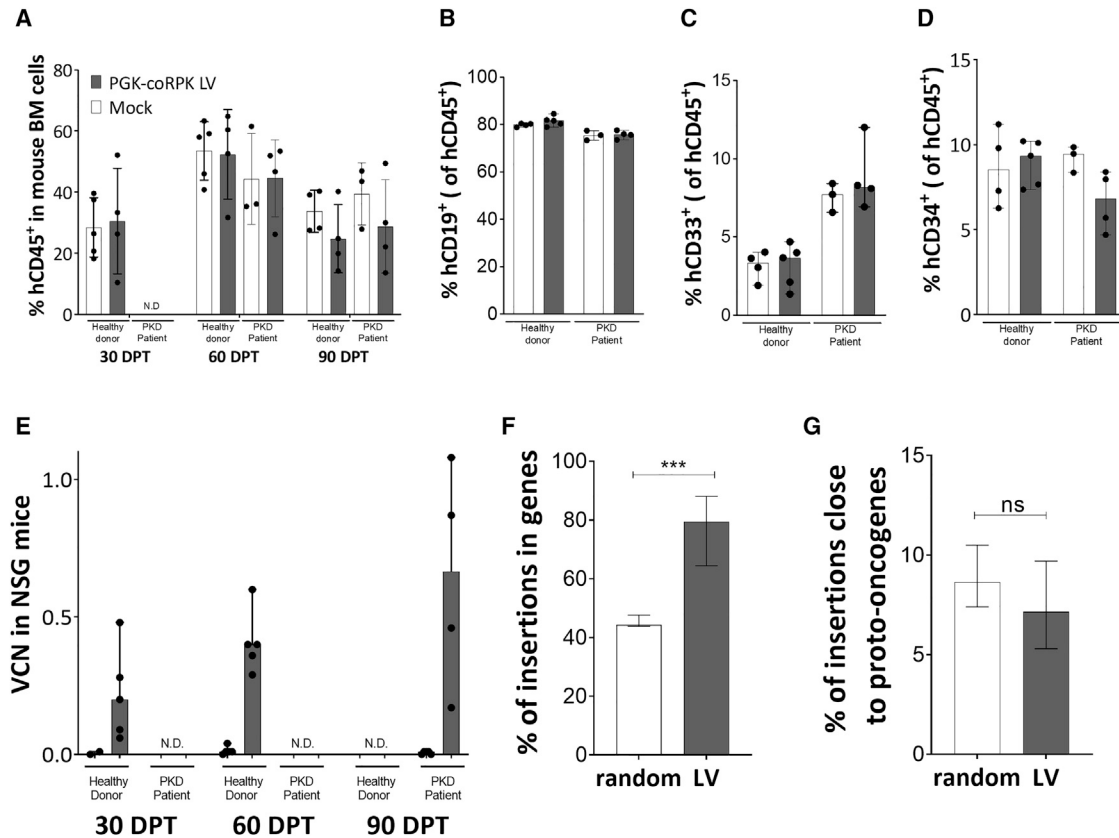 A
% hCD45⁺ in mouse BM cells
80
60
40
20
0
PGK-coRPK LV
Mock
N.D
Healthy donor
PKD Patient
Healthy donor
PKD Patient
Healthy donor
PKD Patient
30 DPT
60 DPT
90 DPT
B
% hCD19⁺ ( of hCD45⁺)
100
80
60
40
20
0
Healthy donor
PKD Patient
C
% hCD33⁺ ( of hCD45⁺)
15
10
5
0
Healthy donor
PKD Patient
D
% hCD34⁺ ( of hCD45⁺)
15
10
5
0
Healthy donor
PKD Patient
E
VCN in NSG mice
1.0
0.5
0.0
N.D.
N.D.
N.D.
Healthy Donor
PKD Patient
Healthy Donor
PKD Patient
Healthy Donor
PKD Patient
30 DPT
60 DPT
90 DPT
F
% of insertions in genes
100
80
60
40
20
0
***
random LV
G
% of insertions close
to proto-oncogenes
15
10
5
0
ns
random LV